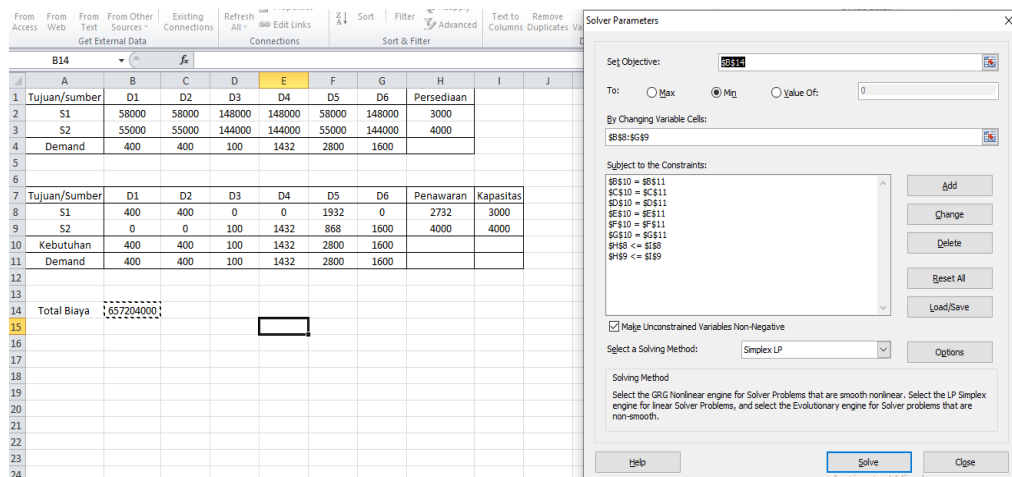 From From From From Other Existing Refresh Edit Links Sort Filter Advanced Text to Remove
Access Web Text Sources Connections All Columns Duplicates Va
Get External Data Connections Sort & Filter D
B14 fx
A B C D E F G H I J
1 Tujuan/sumber D1 D2 D3 D4 D5 D6 Persediaan
2 S1 58000 58000 148000 148000 58000 148000 3000
3 S2 55000 55000 144000 144000 55000 144000 4000
4 Demand 400 400 100 1432 2800 1600
5
6
7 Tujuan/Sumber D1 D2 D3 D4 D5 D6 Penawaran Kapasitas
8 S1 400 400 0 0 1932 0 2732 3000
9 S2 0 0 100 1432 868 1600 4000 4000
10 Kebutuhan 400 400 100 1432 2800 1600
11 Demand 400 400 100 1432 2800 1600
12
13
14 Total Biaya 657204000
15
16
17
18
19
20
21
22
23
24
Solver Parameters
Set Objective: $B$14
To: Max Min Value Of: 0
By Changing Variable Cells:
$B$8:$G$9
Subject to the Constraints:
$B$10 = $B$11
$C$10 = $C$11
$D$10 = $D$11
$E$10 = $E$11
$F$10 = $F$11
$G$10 = $G$11
$H$8 <= $I$8
$H$9 <= $I$9
Add
Change
Delete
Reset All
Load/Save
Make Unconstrained Variables Non-Negative
Select a Solving Method: Simplex LP Options
Solving Method
Select the GRG Nonlinear engine for Solver Problems that are smooth nonlinear. Select the LP Simplex
engine for linear Solver Problems, and select the Evolutionary engine for Solver problems that are
non-smooth.
Help Solve Close